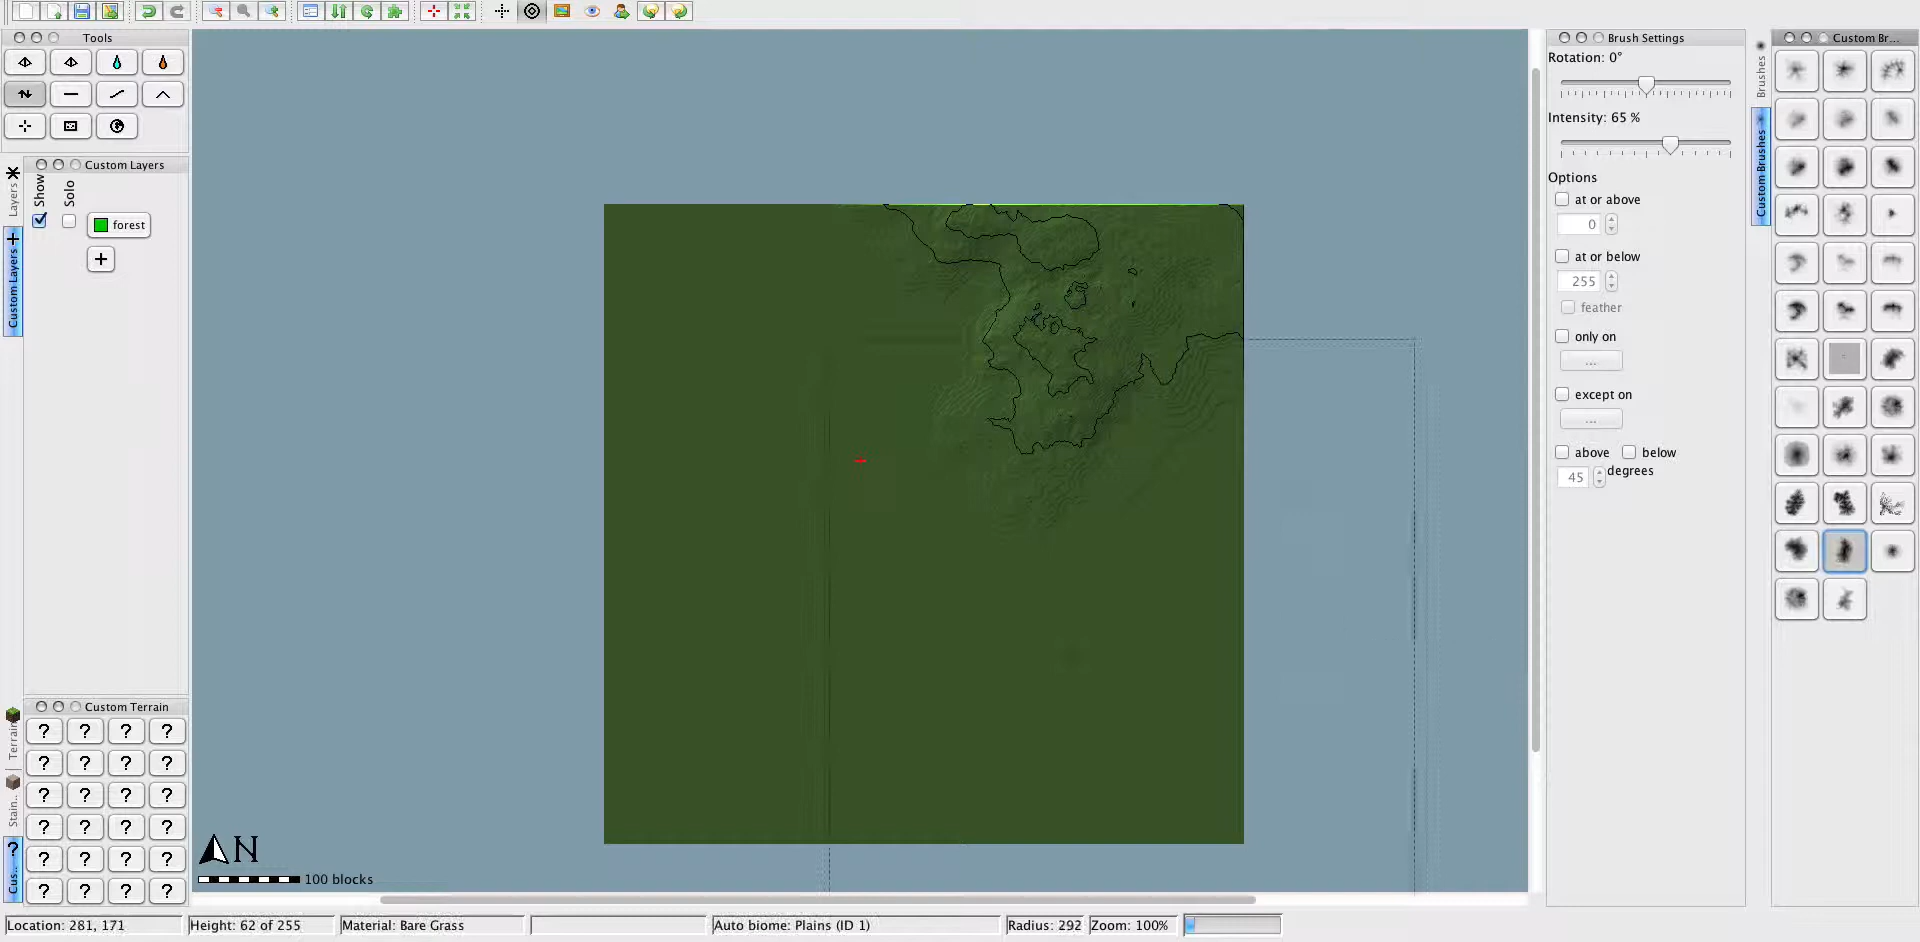 Tools
Custom Layers
Show
Solo
forest
Layers
Custom Layers
Custom Terrain
? ? ? ?
? ? ? ?
? ? ? ?
? ? ? ?
? ? ? ?
? ? ? ?
Terrain
Stain..
?
Cus..
N
100 blocks
Brush Settings
Rotation: 0°
Intensity: 65 %
Options
at or above
0
at or below
255
feather
only on
...
except on
...
above below
45 degrees
Brushes
Custom Brushes
Custom Br...
Location: 281, 171
Height: 62 of 255
Material: Bare Grass
Auto biome: Plains (ID 1)
Radius: 292
Zoom: 100%